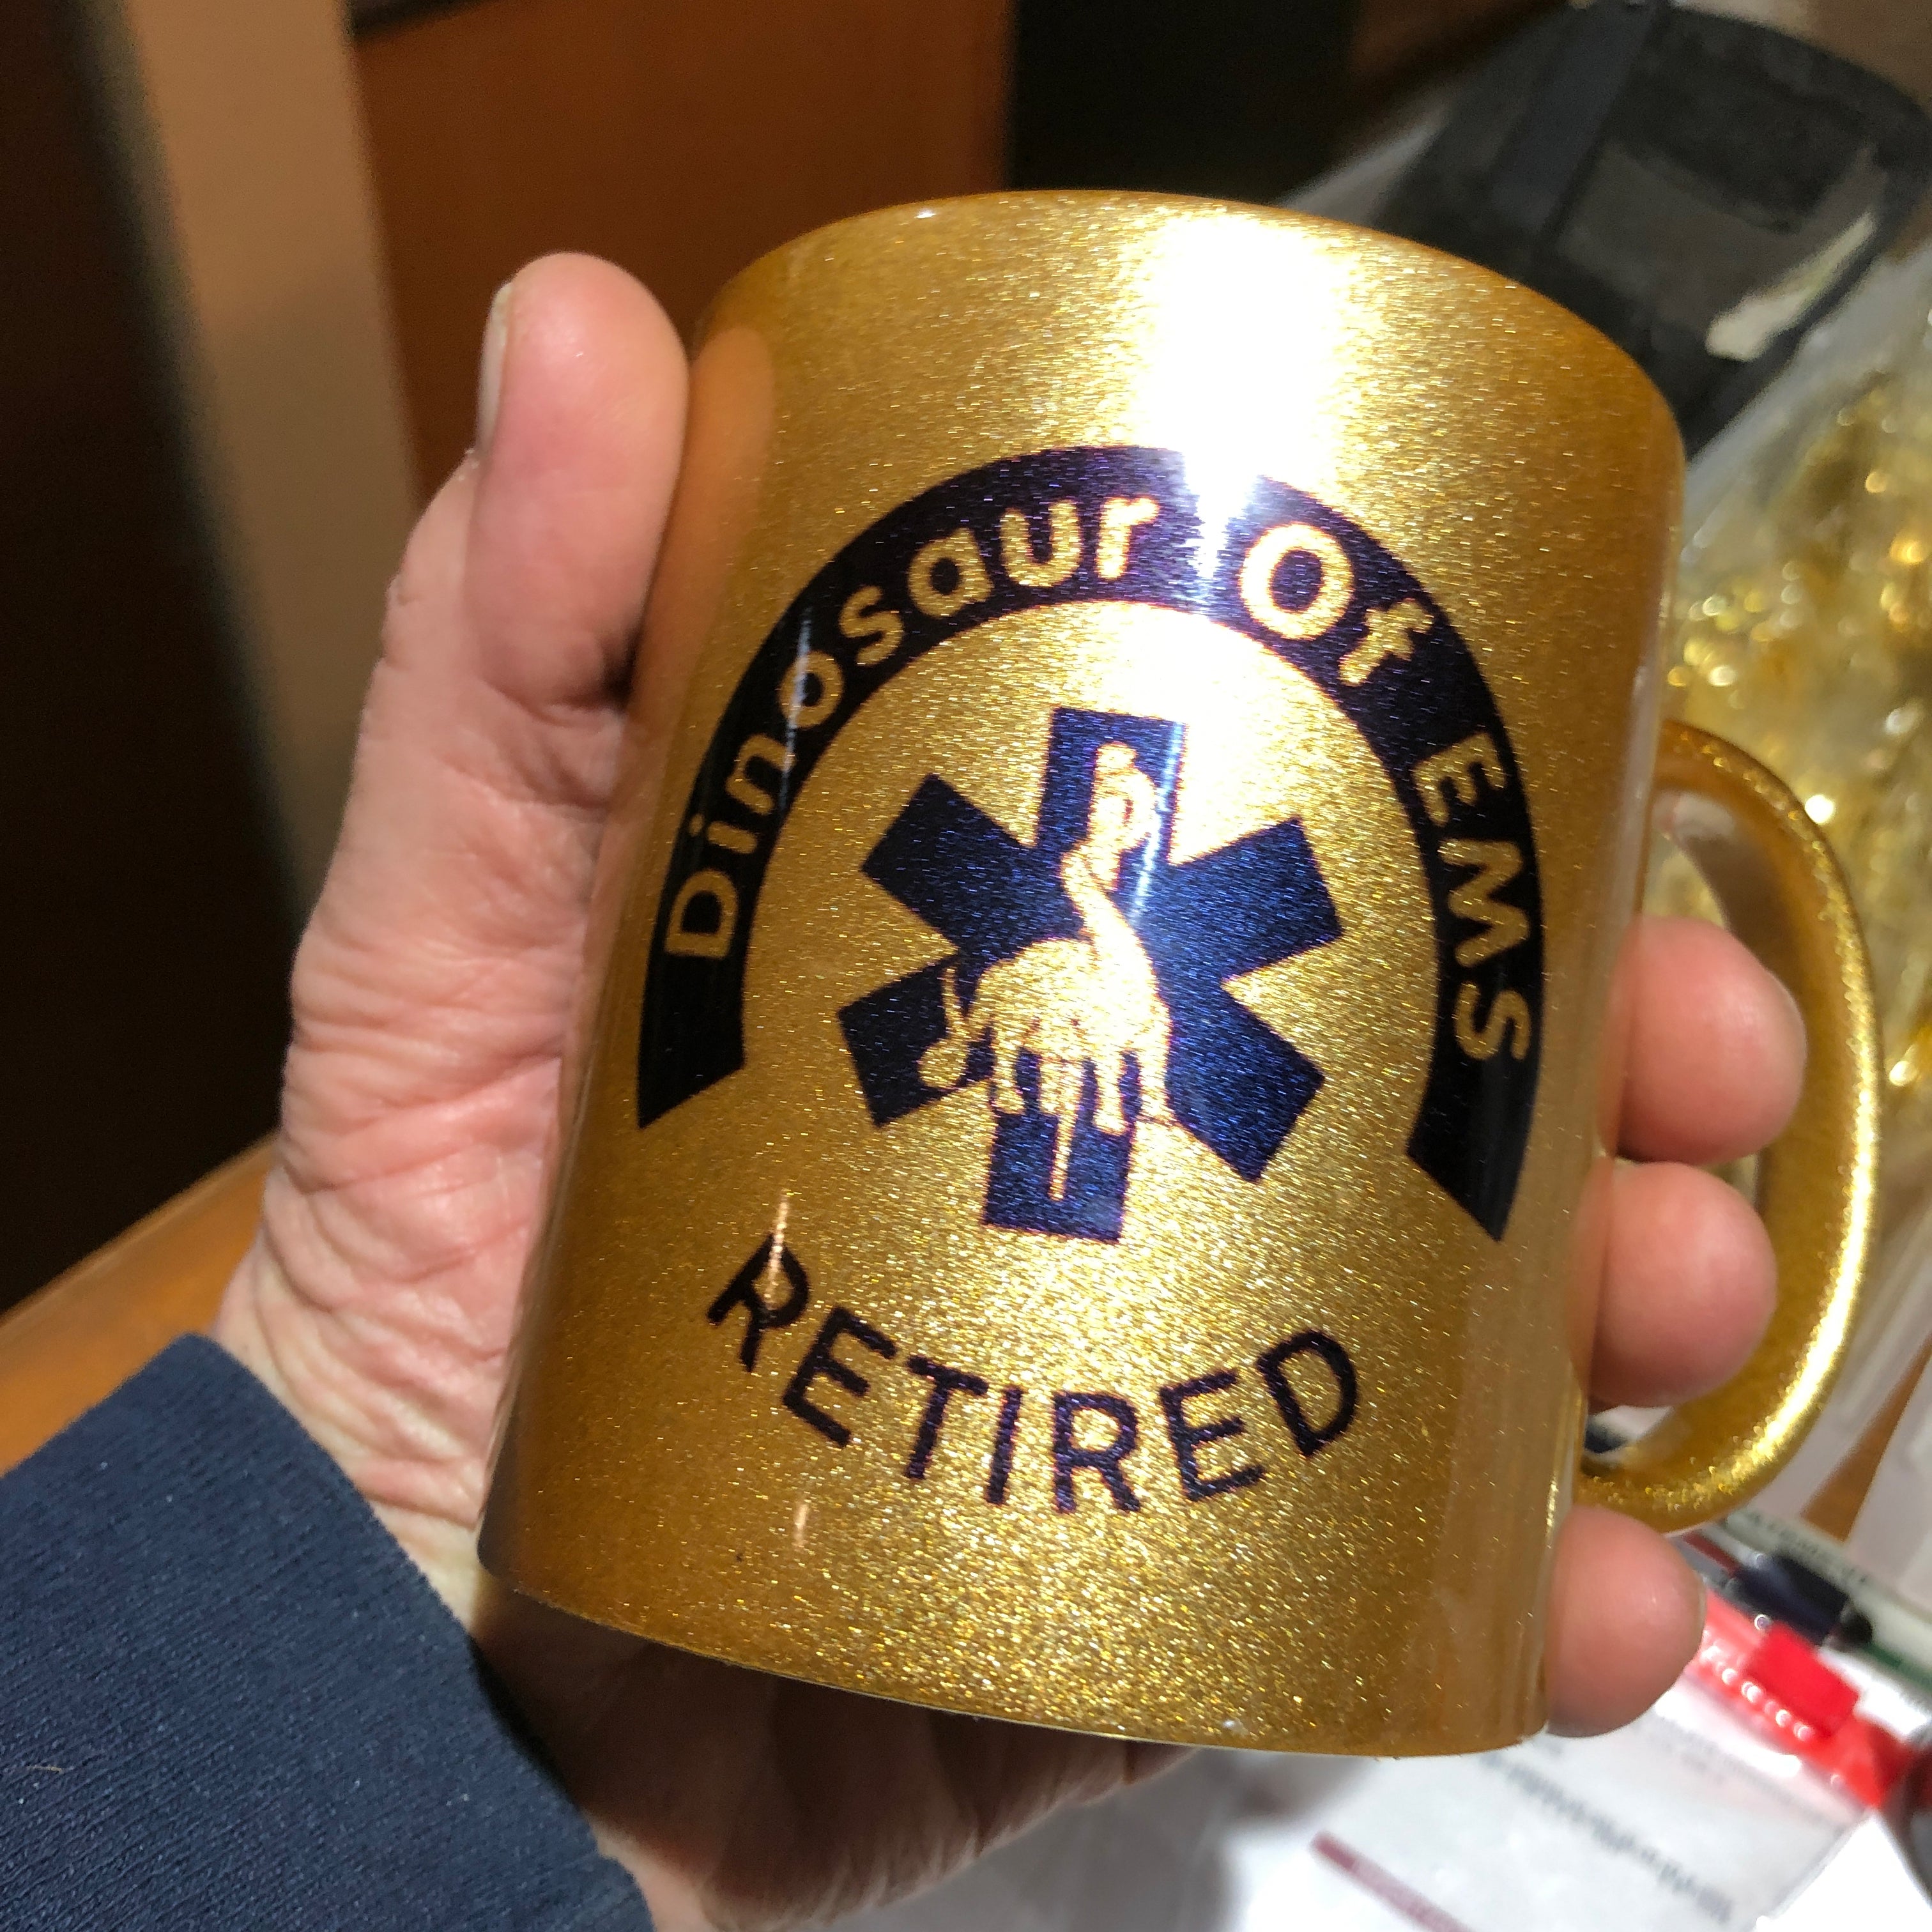 Dinosaur Of EMS
RETIRED